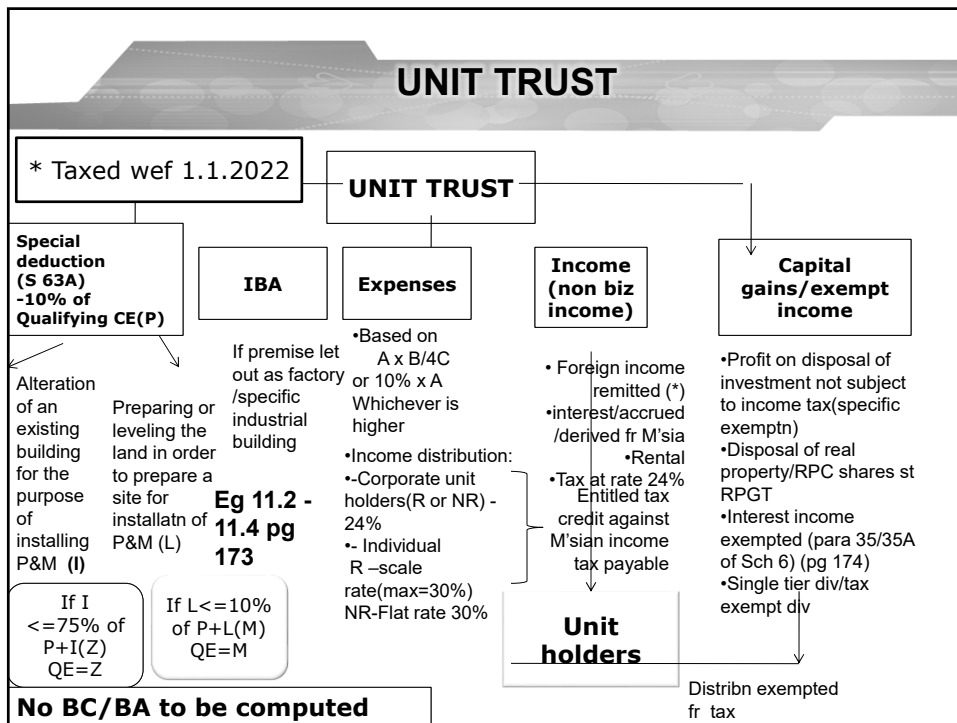 UNIT TRUST
* Taxed wef 1.1.2022
UNIT TRUST
Special
deduction
(S 63A)
-10% of
Qualifying CE(P)
IBA
Expenses
Income
(non biz
income)
Capital
gains/exempt
income
Alteration
of an
existing
building
for the
purpose
of
installing
P&M (I)
Preparing or
leveling the
land in order
to prepare a
site for
installatn of
P&M (L)
If premise let
out as factory
/specific
industrial
building
Eg 11.2 -
11.4 pg
173
•Based on
A x B/4C
or 10% x A
Whichever is
higher
•Income distribution:
•-Corporate unit
holders(R or NR) -
24%
•- Individual
R –scale
rate(max=30%)
NR-Flat rate 30%
• Foreign income
remitted (*)
•interest/accrued
/derived fr M'sia
•Rental
•Tax at rate 24%
Entitled tax
credit against
M'sian income
tax payable
•Profit on disposal of
investment not subject
to income tax(specific
exemptn)
•Disposal of real
property/RPC shares st
RPGT
•Interest income
exempted (para 35/35A
of Sch 6) (pg 174)
•Single tier div/tax
exempt div
If I
<=75% of
P+I(Z)
QE=Z
If L<=10%
of P+L(M)
QE=M
Unit
holders
Distribn exempted
fr tax
No BC/BA to be computed